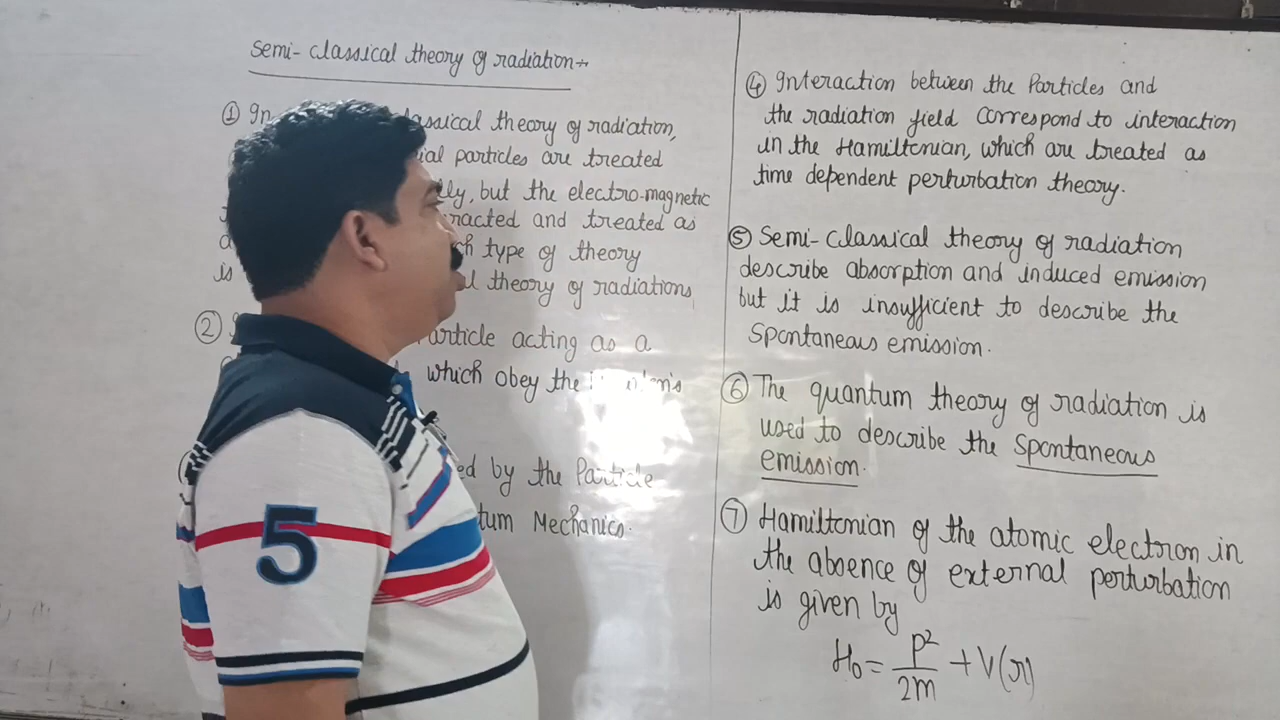 Semi-classical theory of radiation→
① In lassical theory of radiation,
ial particles are treated
lly, but the electro-magnetic
racted and treated as
a h type of theory
is l theory of radiations,
② article acting as a
which obey the
ed by the Particle
tum Mechanics.
④ Interaction between the Particles and
the radiation field correspond to interaction
in the Hamiltonian, which are treated as
time dependent perturbation theory.
⑤ Semi-classical theory of radiation
describe absorption and induced emission
but it is insufficient to describe the
Spontaneous emission.
⑥ The quantum theory of radiation is
used to describe the Spontaneous
emission.
⑦ Hamiltonian of the atomic electron in
the absence of external perturbation
is given by
H₀ = P²/2m + V(r)
5